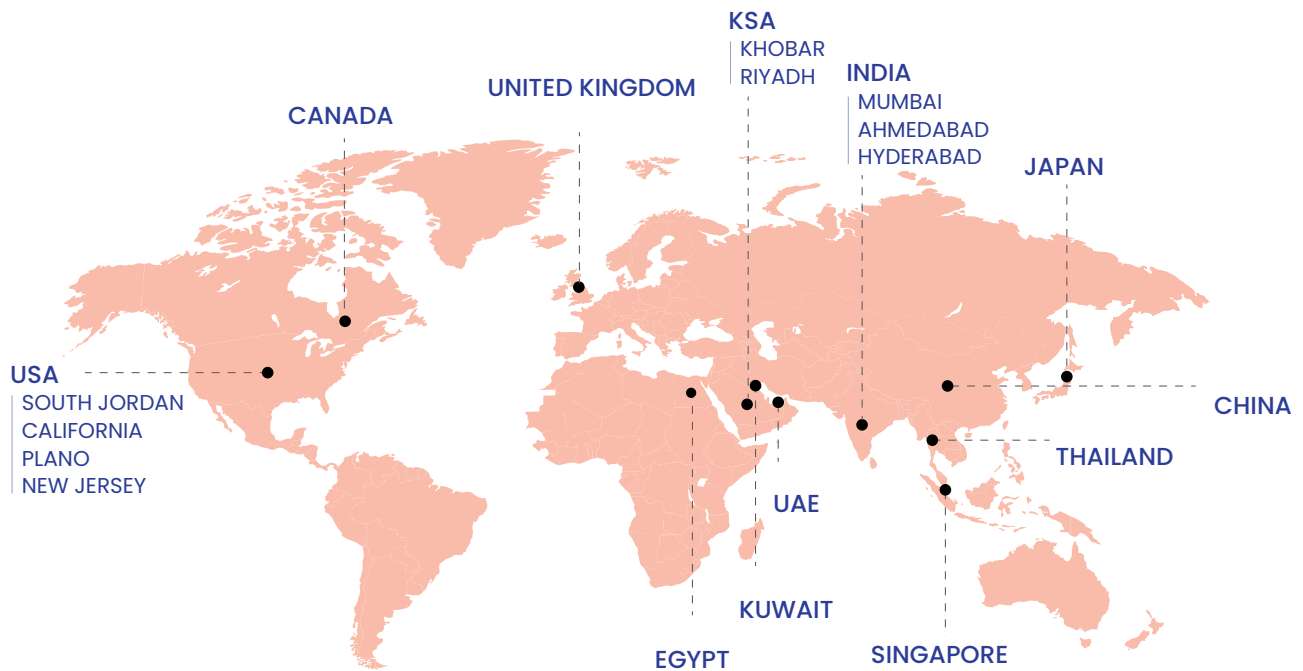 KSA
KHOBAR
RIYADH
UNITED KINGDOM
INDIA
MUMBAI
AHMEDABAD
HYDERABAD
CANADA
JAPAN
USA
SOUTH JORDAN
CALIFORNIA
PLANO
NEW JERSEY
CHINA
THAILAND
UAE
KUWAIT
EGYPT
SINGAPORE